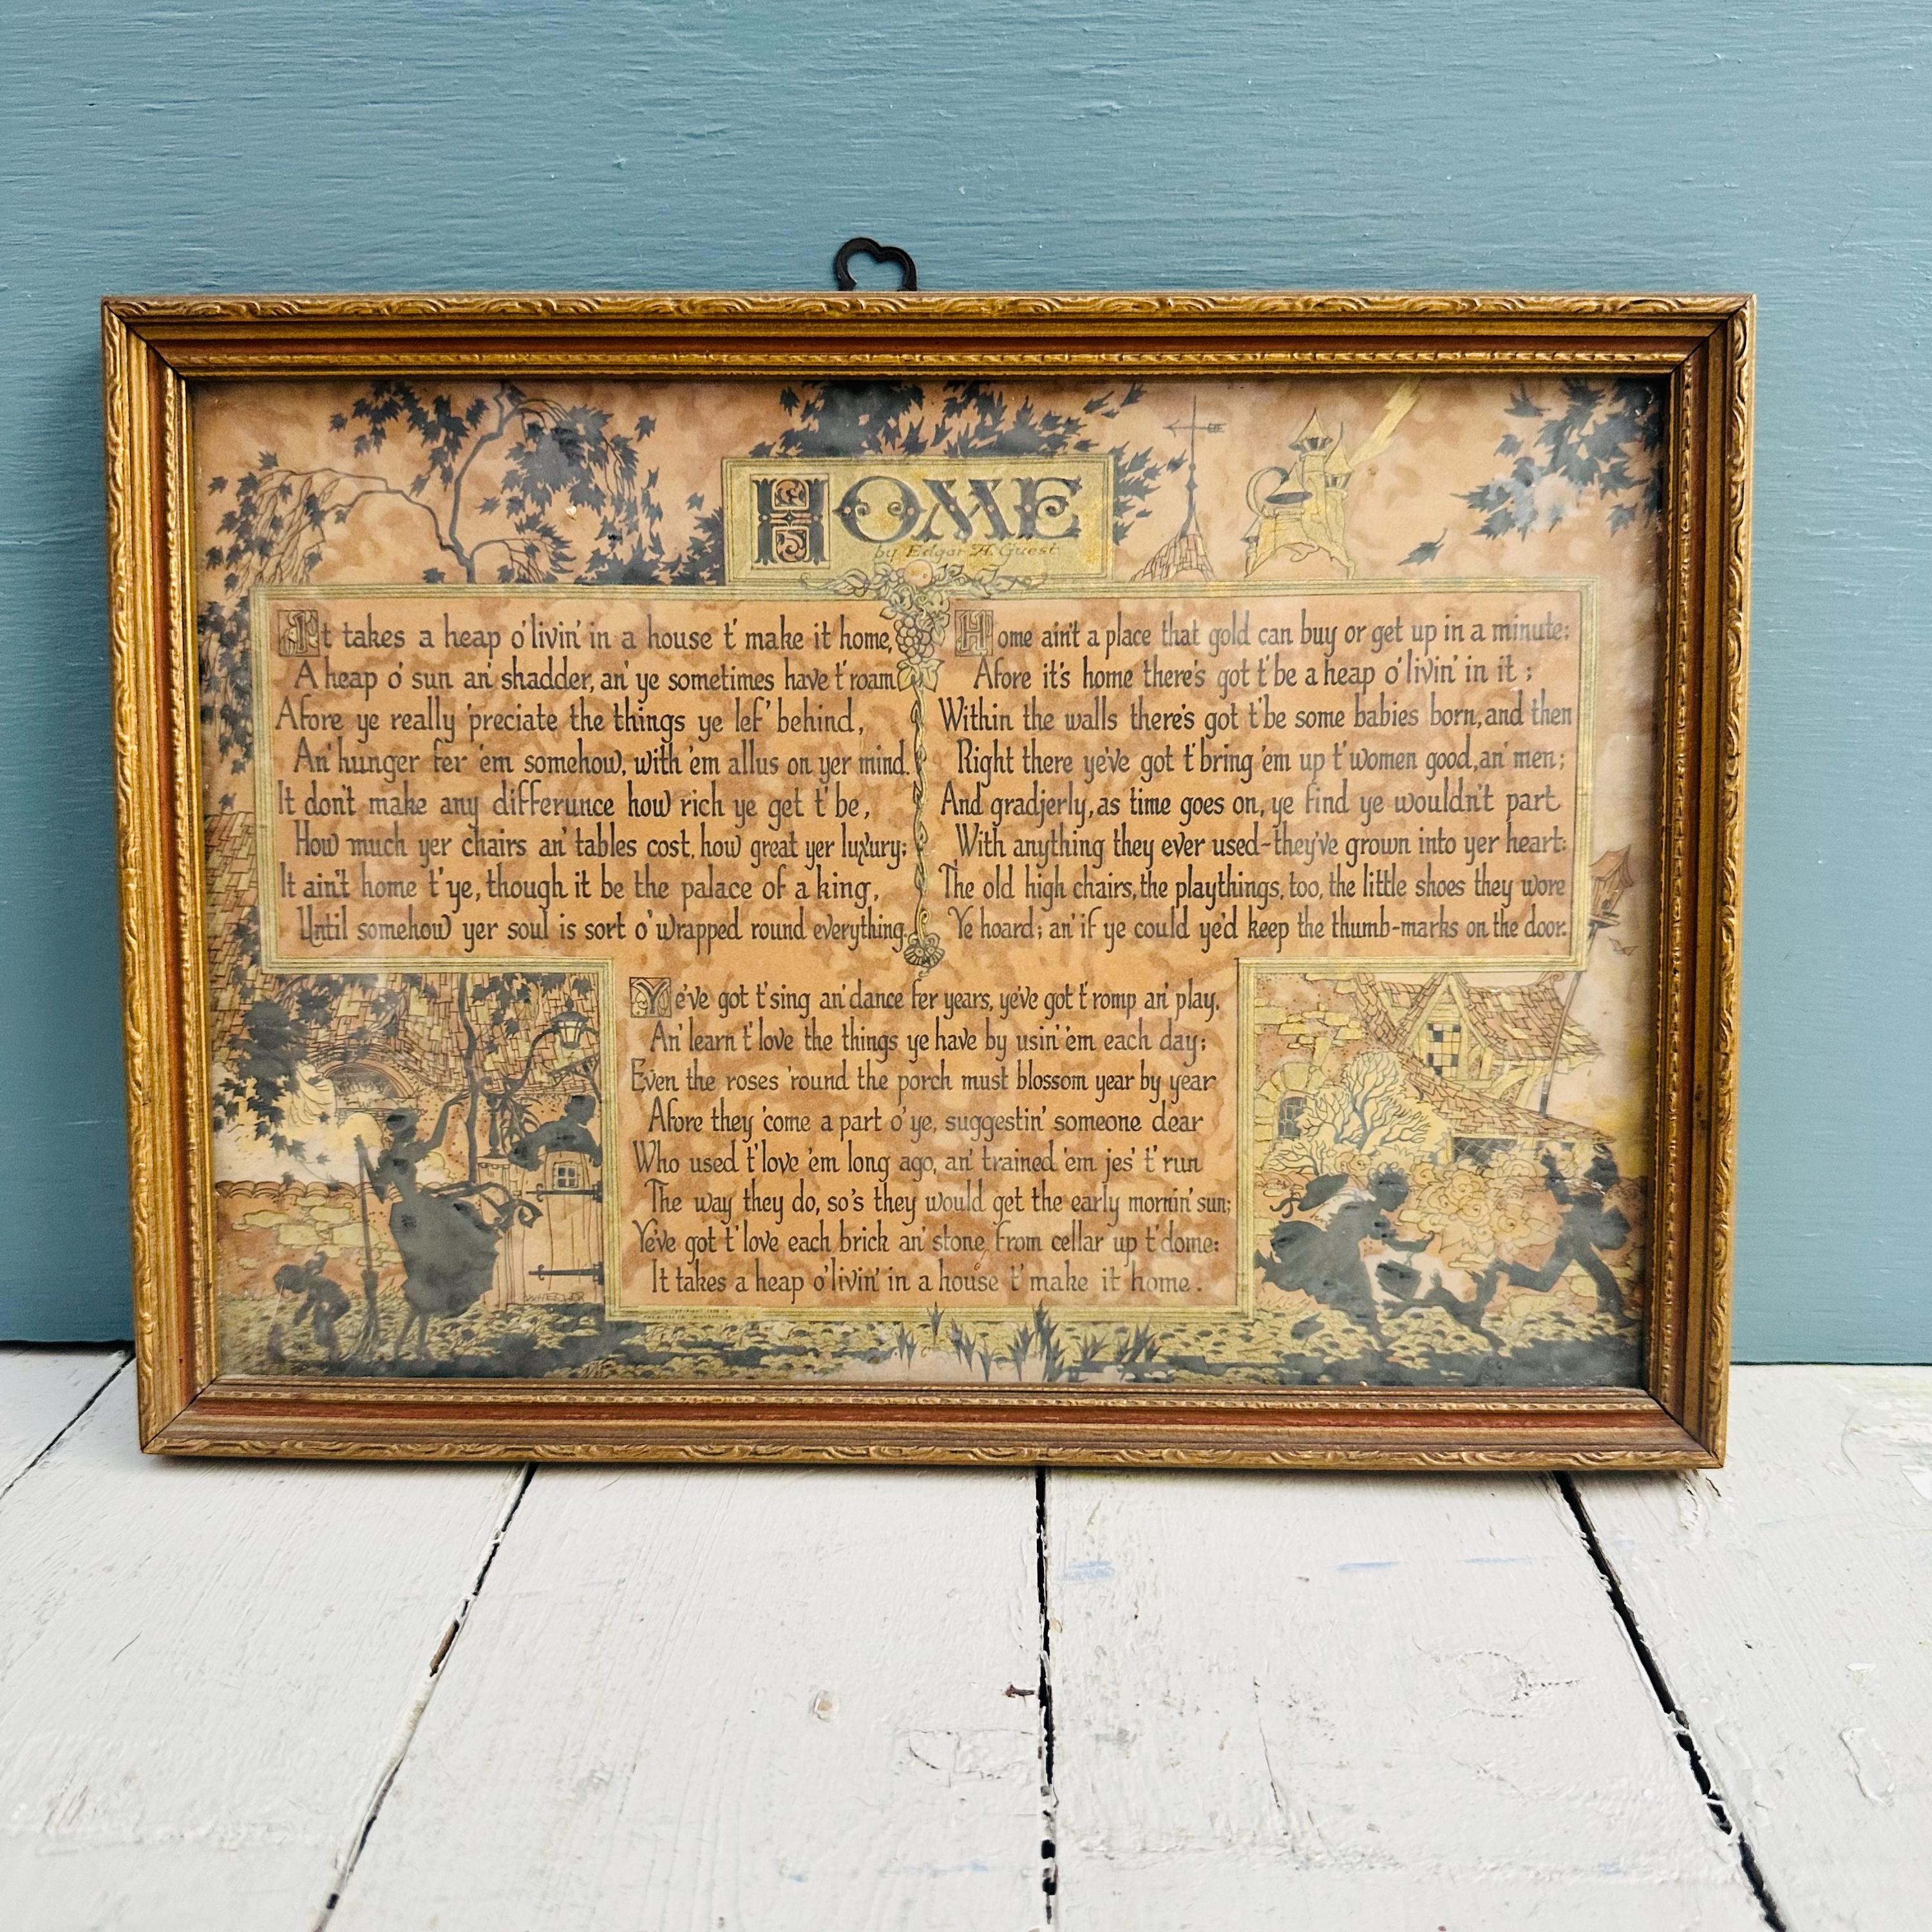 HOME
by Edgar A. Guest
It takes a heap o' livin' in a house t' make it home,
A heap o' sun an' shadder, an' ye sometimes have t' roam
Afore ye really 'preciate the things ye lef' behind,
An' hunger fer 'em somehow, with 'em allus on yer mind.
It don't make any differunce how rich ye get t' be,
How much yer chairs an' tables cost, how great yer luxury;
It ain't home t' ye, though it be the palace of a king,
Until somehow yer soul is sort o' wrapped round everything.
Home ain't a place that gold can buy or get up in a minute;
Afore it's home there's got t' be a heap o' livin' in it;
Within the walls there's got t' be some babies born, and then
Right there ye've got t' bring 'em up t' women good, an' men;
And gradjerly, as time goes on, ye find ye wouldn't part
With anything they ever used-they've grown into yer heart:
The old high chairs, the playthings, too, the little shoes they wore
Ye hoard; an' if ye could ye'd keep the thumb-marks on the door.
Ye've got t' sing an' dance fer years, ye've got t' romp an' play,
An' learn t' love the things ye have by usin' 'em each day;
Even the roses 'round the porch must blossom year by year
Afore they 'come a part o' ye, suggestin' someone dear
Who used t' love 'em long ago, an' trained 'em jes' t' run
The way they do, so's they would get the early mornin' sun;
Ye've got t' love each brick an' stone from cellar up t' dome:
It takes a heap o' livin' in a house t' make it home.
WHEELER